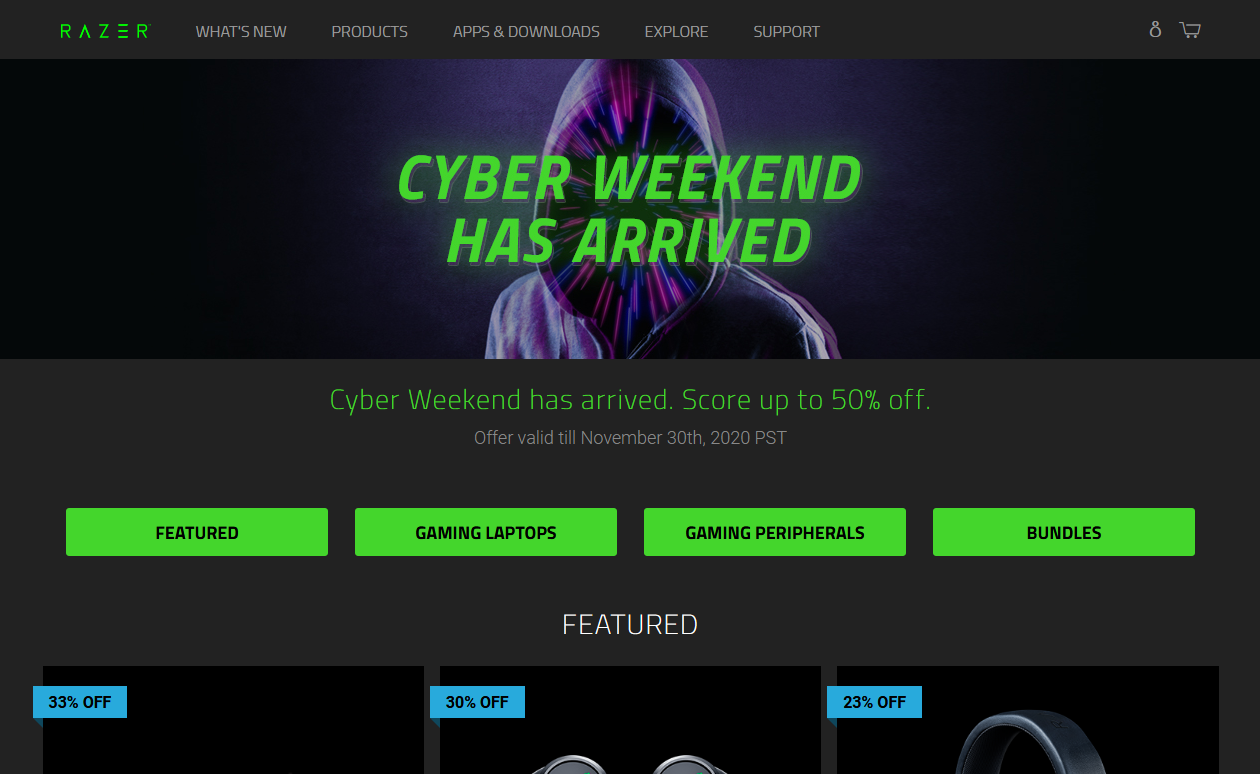 RAZER
WHAT'S NEW
PRODUCTS
APPS & DOWNLOADS
EXPLORE
SUPPORT
CYBER WEEKEND
HAS ARRIVED
Cyber Weekend has arrived. Score up to 50% off.
Offer valid till November 30th, 2020 PST
FEATURED
GAMING LAPTOPS
GAMING PERIPHERALS
BUNDLES
FEATURED
33% OFF
30% OFF
23% OFF